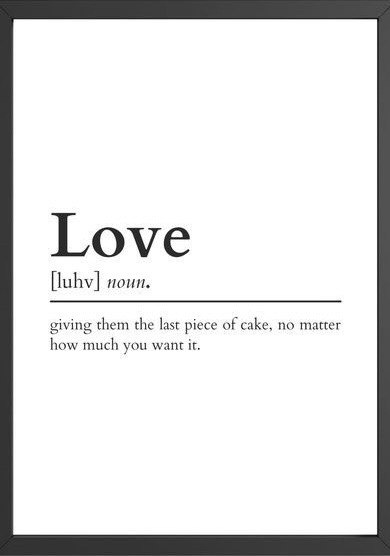 Love
[luhv] noun.
giving them the last piece of cake, no matter
how much you want it.